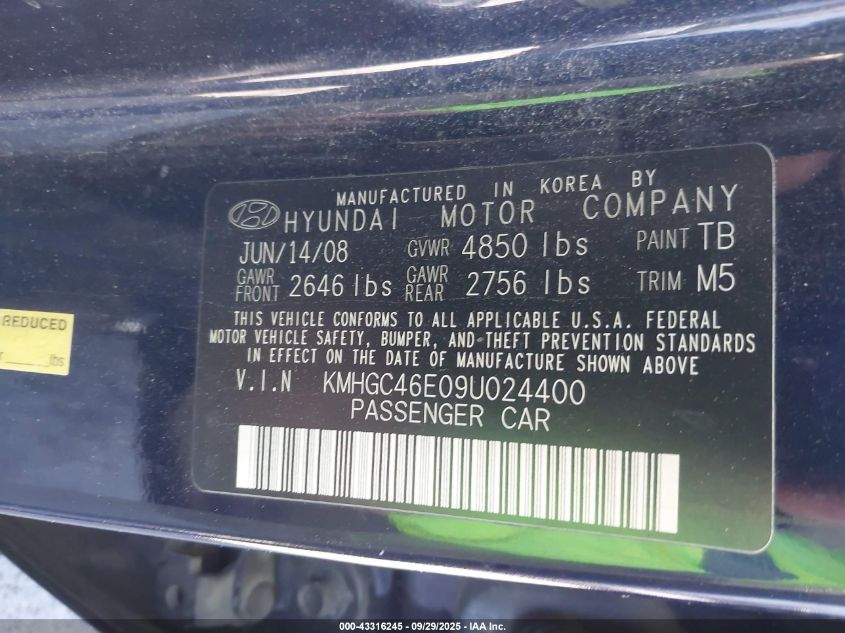 MANUFACTURED IN KOREA BY
HYUNDAI MOTOR COMPANY
JUN/14/08 GVWR 4850 lbs PAINT TB
GAWR FRONT 2646 lbs GAWR REAR 2756 lbs TRIM M5
THIS VEHICLE CONFORMS TO ALL APPLICABLE U.S.A. FEDERAL
MOTOR VEHICLE SAFETY, BUMPER, AND THEFT PREVENTION STANDARDS
IN EFFECT ON THE DATE OF MANUFACTURE SHOWN ABOVE
V.I.N KMHGC46E09U024400
PASSENGER CAR
REDUCED
lbs
000-43316245 - 09/29/2025 - IAA Inc.